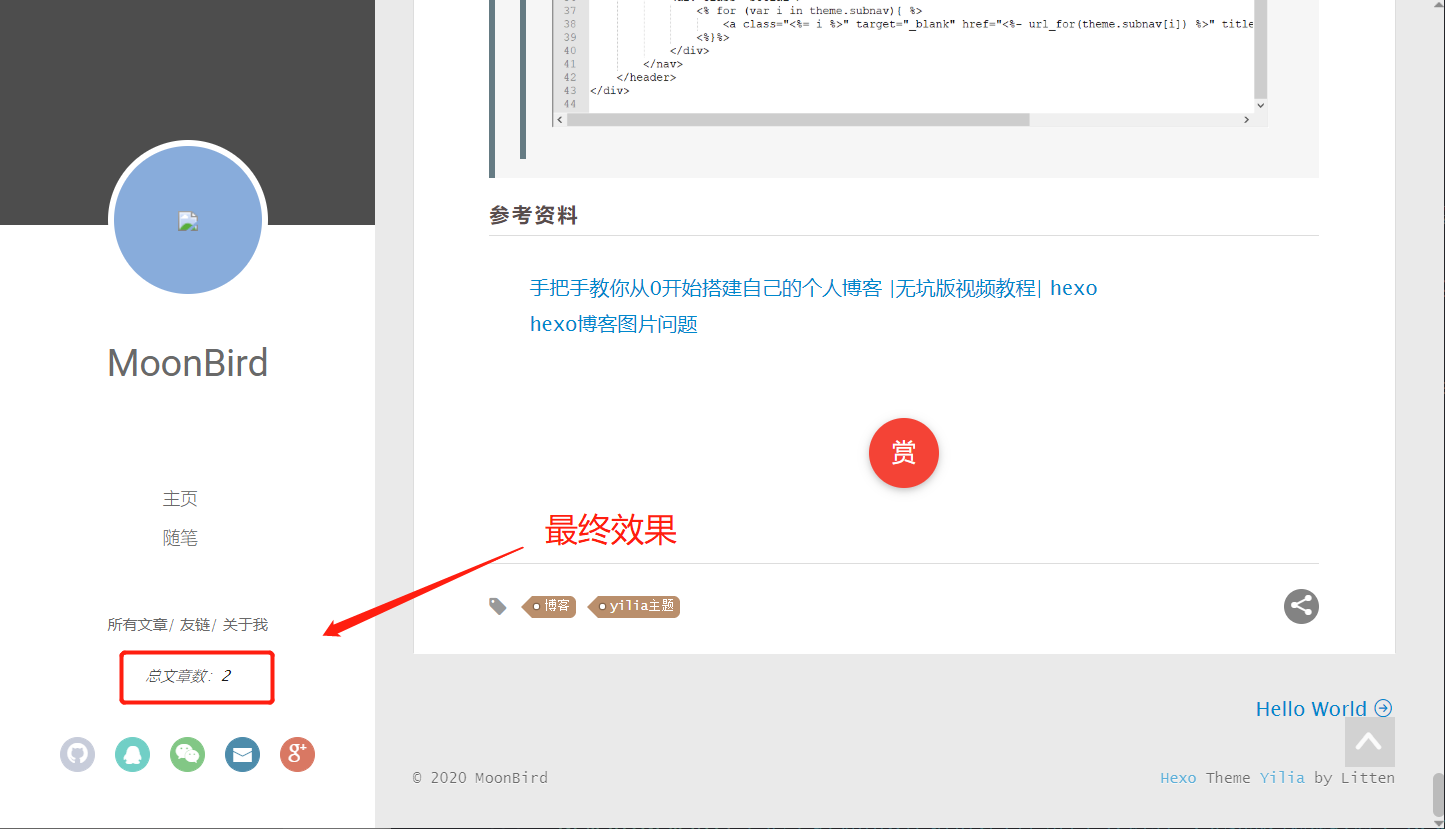 37 <% for (var i in theme.subnav){ %>
38 <a class="<%= i %>" target="_blank" href="<%- url_for(theme.subnav[i]) %>" title
39 <%}%>
40 </div>
41 </nav>
42 </header>
43 </div>
44
参考资料
手把手教你从0开始搭建自己的个人博客 |无坑版视频教程| hexo
hexo博客图片问题
赏
MoonBird
主页
随笔
最终效果
所有文章/ 友链/ 关于我
总文章数: 2
博客
yilia主题
Hello World
© 2020 MoonBird
Hexo Theme Yilia by Litten
g+